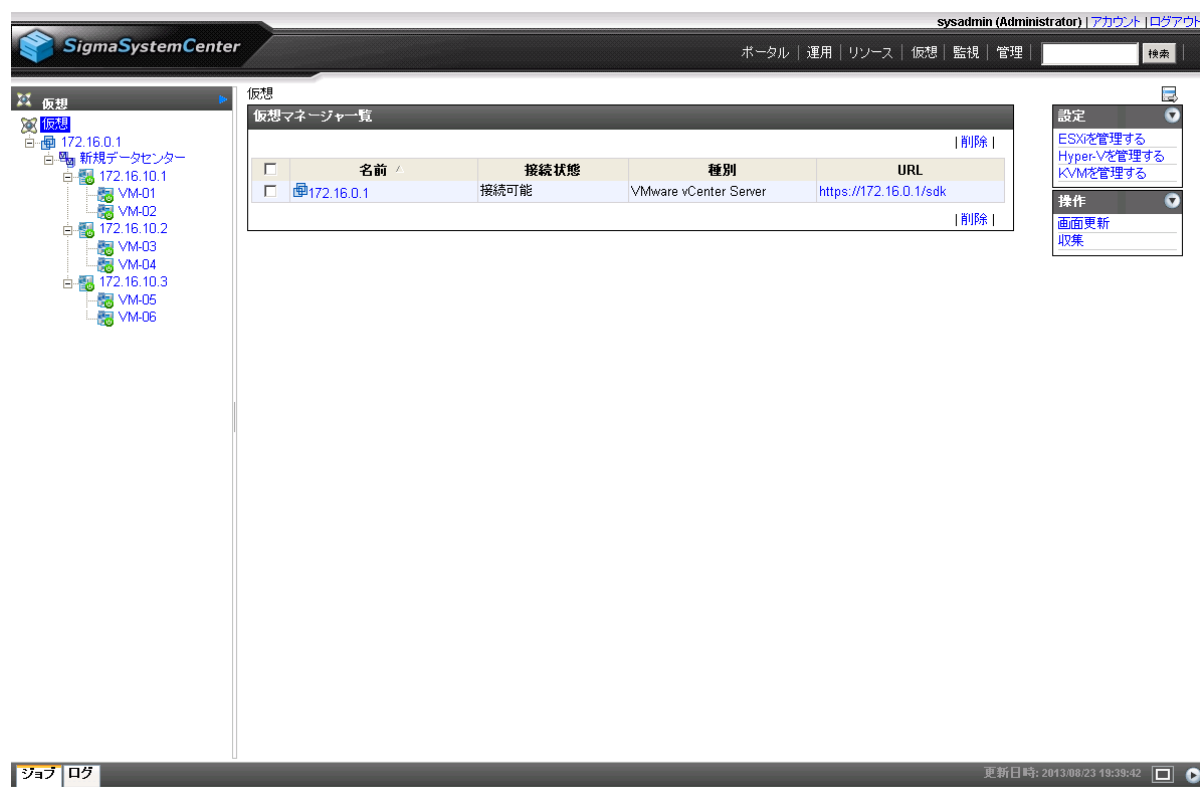 sysadmin (Administrator) | アカウント | ログアウト
SigmaSystemCenter
ポータル | 運用 | リソース | 仮想 | 監視 | 管理 | 検索 |
仮想
仮想
172.16.0.1
新規データセンター
172.16.10.1
VM-01
VM-02
172.16.10.2
VM-03
VM-04
172.16.10.3
VM-05
VM-06
仮想
仮想マネージャ一覧
| 削除 |
名前 接続状態 種別 URL
172.16.0.1 接続可能 VMware vCenter Server https://172.16.0.1/sdk
| 削除 |
設定
ESXiを管理する
Hyper-Vを管理する
KVMを管理する
操作
画面更新
収集
ジョブ ログ
更新日時: 2013/08/23 19:39:42